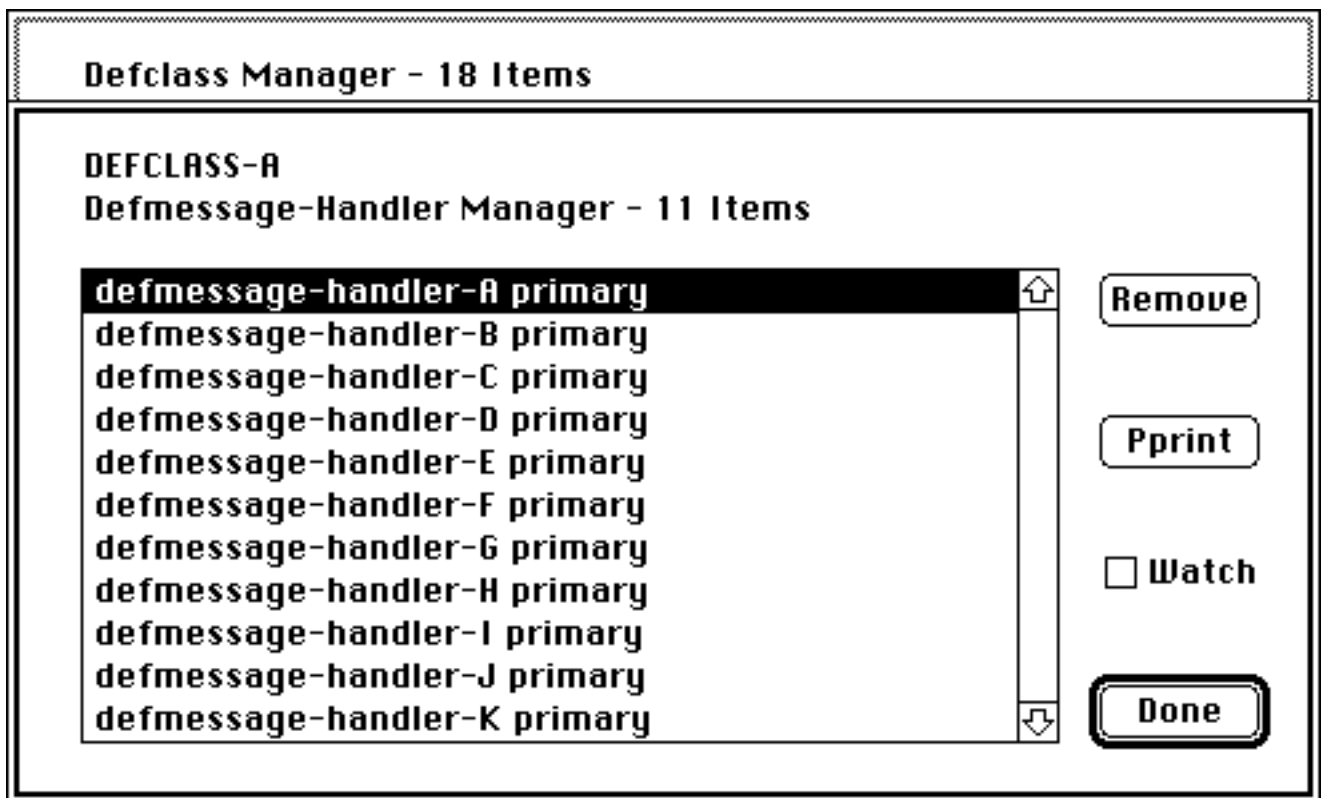 Defclass Manager - 18 Items
DEFCLASS-A
Defmessage-Handler Manager - 11 Items
defmessage-handler-A primary
defmessage-handler-B primary
defmessage-handler-C primary
defmessage-handler-D primary
defmessage-handler-E primary
defmessage-handler-F primary
defmessage-handler-G primary
defmessage-handler-H primary
defmessage-handler-I primary
defmessage-handler-J primary
defmessage-handler-K primary
Remove
Pprint
Watch
Done